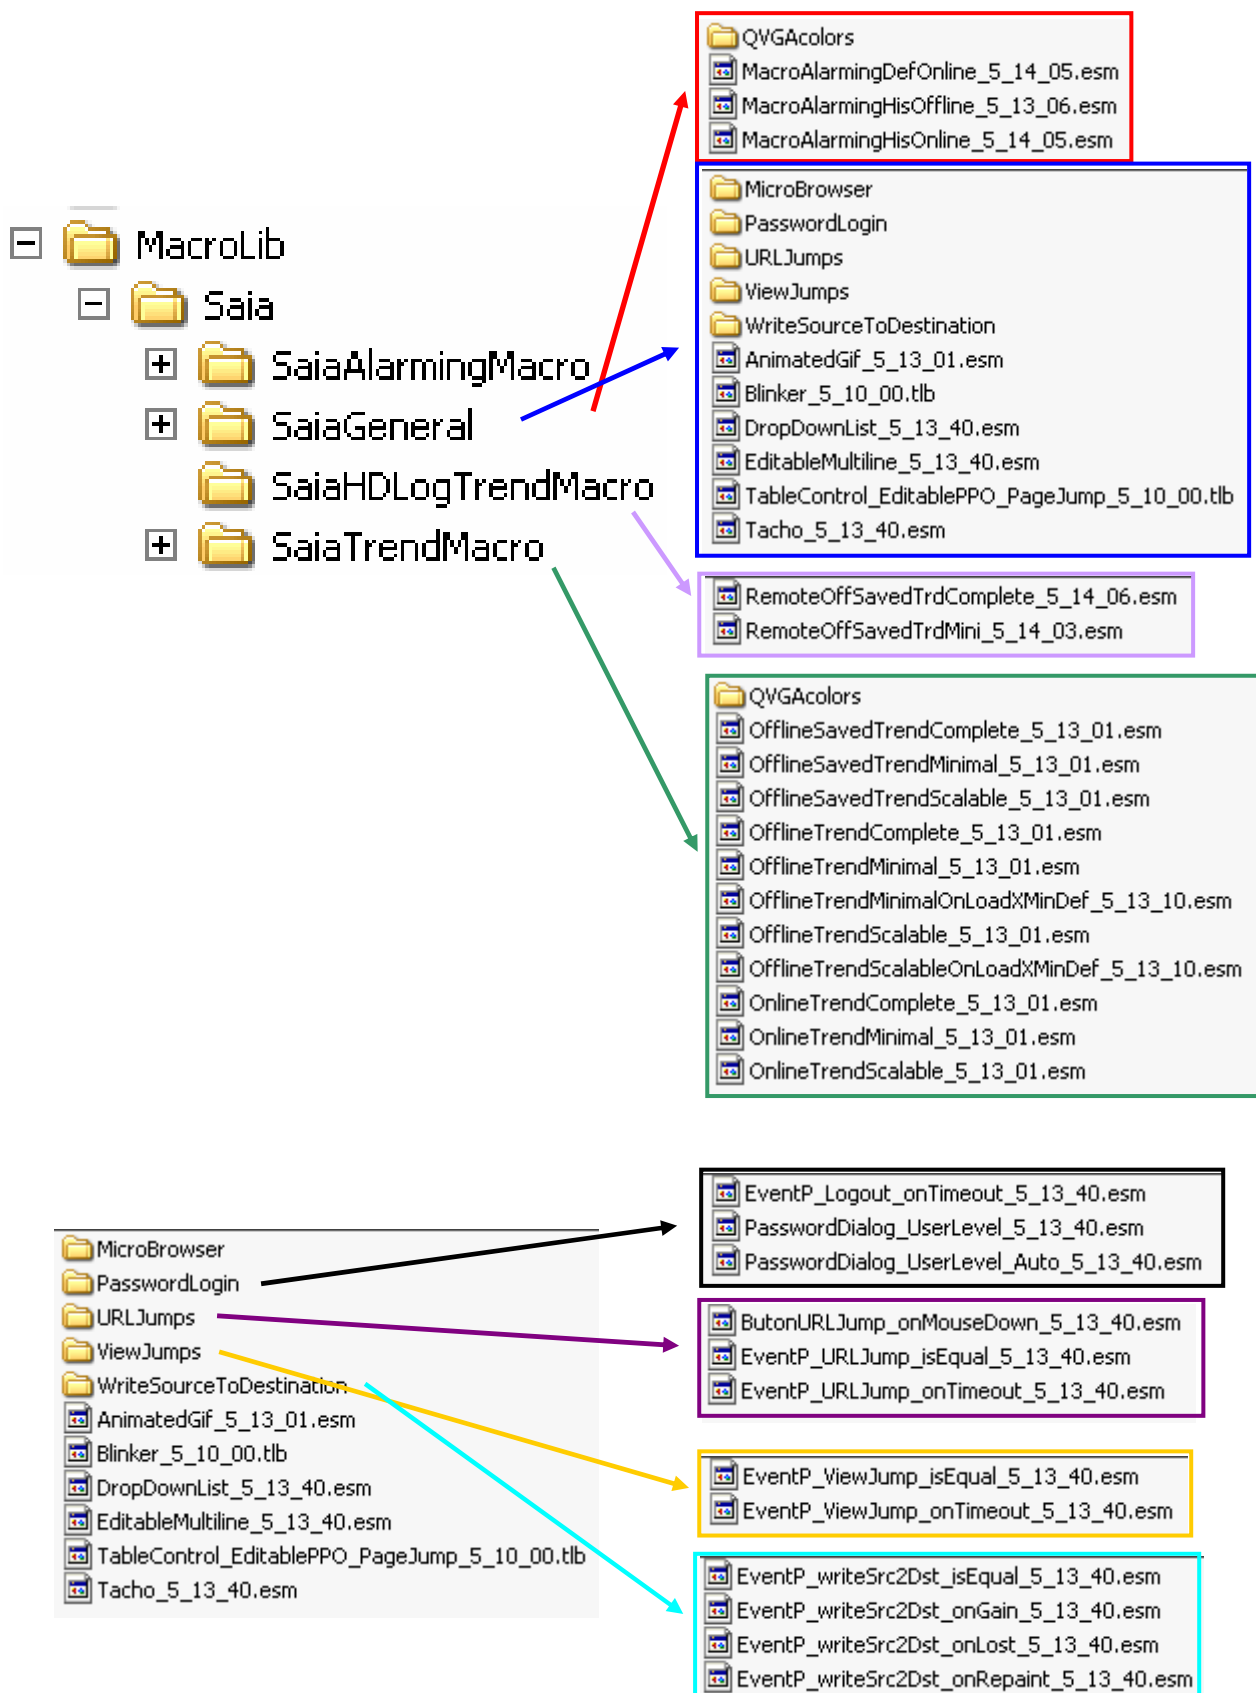 MacroLib
Saia
SaiaAlarmingMacro
SaiaGeneral
SaiaHDLogTrendMacro
SaiaTrendMacro
QVGAcolors
MacroAlarmingDefOnline_5_14_05.esm
MacroAlarmingHisOffline_5_13_06.esm
MacroAlarmingHisOnline_5_14_05.esm
MicroBrowser
PasswordLogin
URLJumps
ViewJumps
WriteSourceToDestination
AnimatedGif_5_13_01.esm
Blinker_5_10_00.tlb
DropDownList_5_13_40.esm
EditableMultiline_5_13_40.esm
TableControl_EditablePPO_PageJump_5_10_00.tlb
Tacho_5_13_40.esm
RemoteOffSavedTrdComplete_5_14_06.esm
RemoteOffSavedTrdMini_5_14_03.esm
QVGAcolors
OfflineSavedTrendComplete_5_13_01.esm
OfflineSavedTrendMinimal_5_13_01.esm
OfflineSavedTrendScalable_5_13_01.esm
OfflineTrendComplete_5_13_01.esm
OfflineTrendMinimal_5_13_01.esm
OfflineTrendMinimalOnLoadXMinDef_5_13_10.esm
OfflineTrendScalable_5_13_01.esm
OfflineTrendScalableOnLoadXMinDef_5_13_10.esm
OnlineTrendComplete_5_13_01.esm
OnlineTrendMinimal_5_13_01.esm
OnlineTrendScalable_5_13_01.esm
MicroBrowser
PasswordLogin
URLJumps
ViewJumps
WriteSourceToDestination
AnimatedGif_5_13_01.esm
Blinker_5_10_00.tlb
DropDownList_5_13_40.esm
EditableMultiline_5_13_40.esm
TableControl_EditablePPO_PageJump_5_10_00.tlb
Tacho_5_13_40.esm
EventP_Logout_onTimeout_5_13_40.esm
PasswordDialog_UserLevel_5_13_40.esm
PasswordDialog_UserLevel_Auto_5_13_40.esm
ButonURLJump_onMouseDown_5_13_40.esm
EventP_URLJump_isEqual_5_13_40.esm
EventP_URLJump_onTimeout_5_13_40.esm
EventP_ViewJump_isEqual_5_13_40.esm
EventP_ViewJump_onTimeout_5_13_40.esm
EventP_writeSrc2Dst_isEqual_5_13_40.esm
EventP_writeSrc2Dst_onGain_5_13_40.esm
EventP_writeSrc2Dst_onLost_5_13_40.esm
EventP_writeSrc2Dst_onRepaint_5_13_40.esm